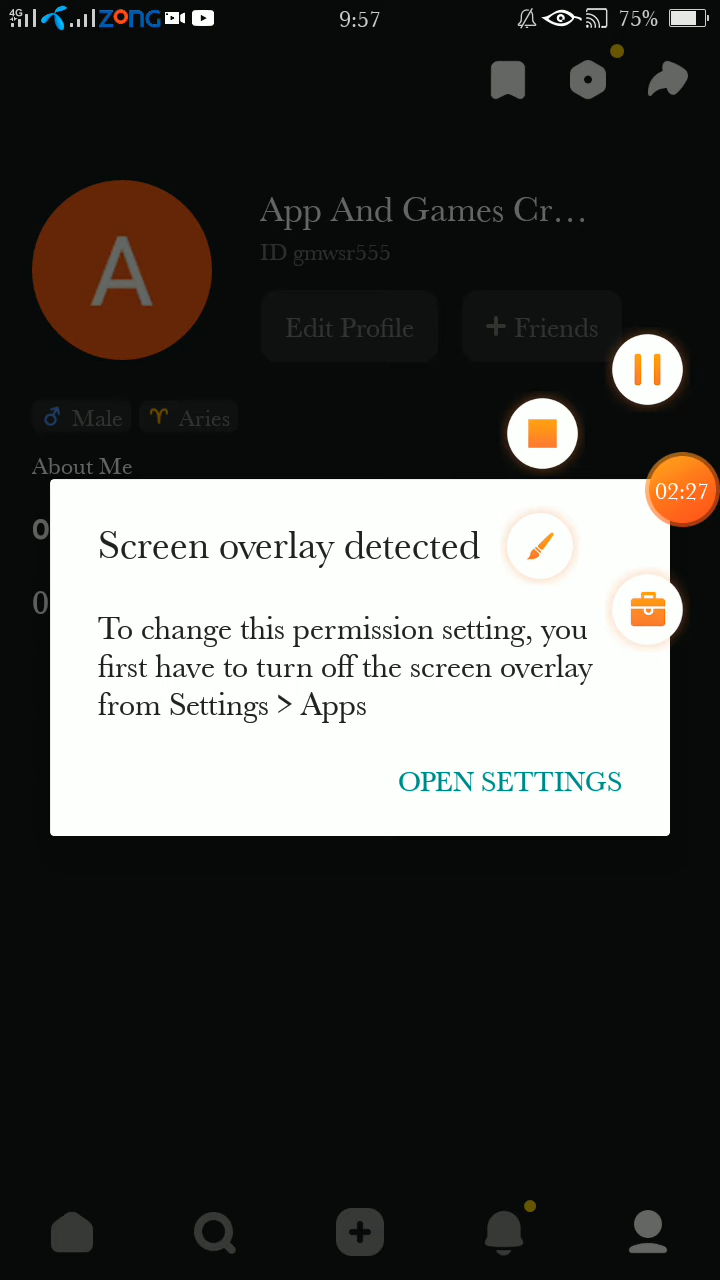 4G
ZONG
9:57
75%
A
App And Games Cr...
ID gmwsr555
Edit Profile
+ Friends
♂ Male
♈ Aries
About Me
02:27
Screen overlay detected
To change this permission setting, you
first have to turn off the screen overlay
from Settings > Apps
OPEN SETTINGS